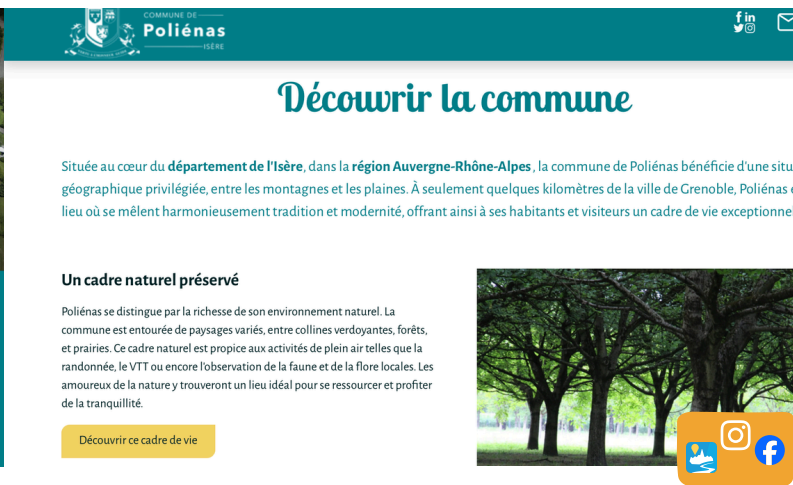 COMMUNE DE
Poliénas
ISÈRE
Découvrir la commune
Située au cœur du département de l'Isère, dans la région Auvergne-Rhône-Alpes, la commune de Poliénas bénéficie d'une situ
géographique privilégiée, entre les montagnes et les plaines. À seulement quelques kilomètres de la ville de Grenoble, Poliénas e
lieu où se mêlent harmonieusement tradition et modernité, offrant ainsi à ses habitants et visiteurs un cadre de vie exceptionnel
Un cadre naturel préservé
Poliénas se distingue par la richesse de son environnement naturel. La
commune est entourée de paysages variés, entre collines verdoyantes, forêts,
et prairies. Ce cadre naturel est propice aux activités de plein air telles que la
randonnée, le VTT ou encore l'observation de la faune et de la flore locales. Les
amoureux de la nature y trouveront un lieu idéal pour se ressourcer et profiter
de la tranquillité.
Découvrir ce cadre de vie